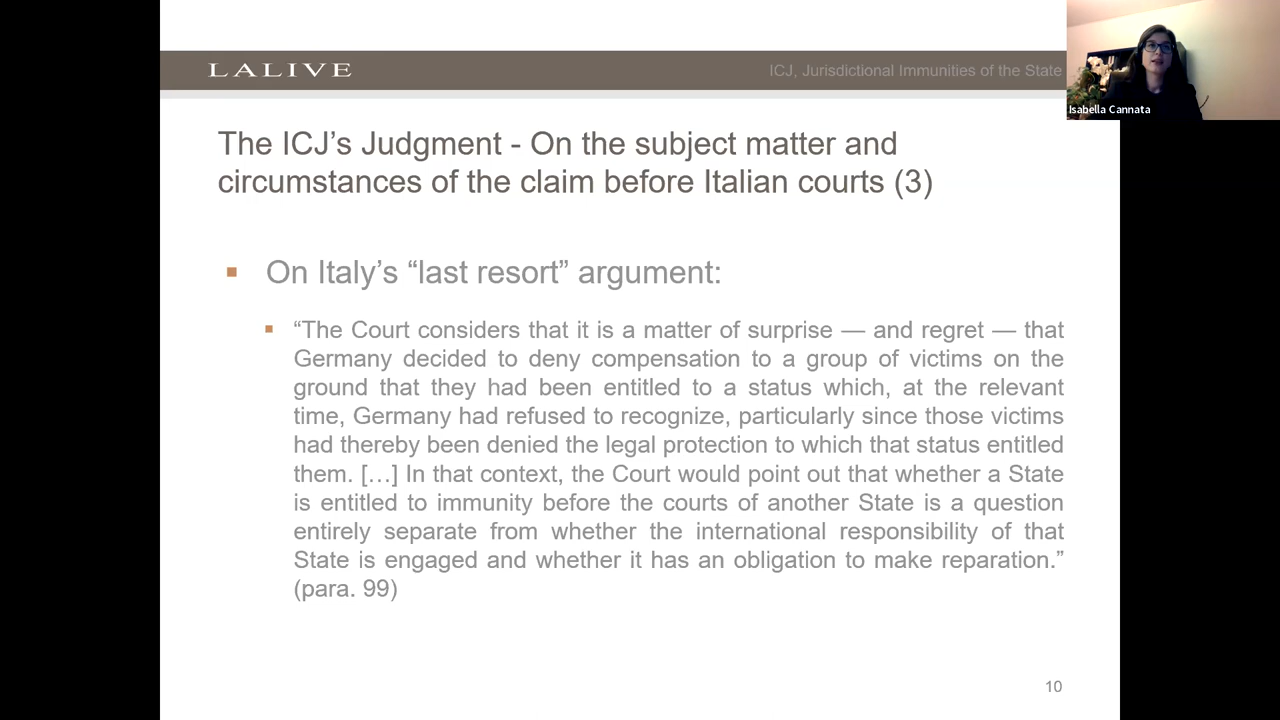 LALIVE
ICJ, Jurisdictional Immunities of the State
Isabella Cannata
The ICJ’s Judgment - On the subject matter and
circumstances of the claim before Italian courts (3)
▪ On Italy’s “last resort” argument:
▪ “The Court considers that it is a matter of surprise — and regret — that
Germany decided to deny compensation to a group of victims on the
ground that they had been entitled to a status which, at the relevant
time, Germany had refused to recognize, particularly since those victims
had thereby been denied the legal protection to which that status entitled
them. […] In that context, the Court would point out that whether a State
is entitled to immunity before the courts of another State is a question
entirely separate from whether the international responsibility of that
State is engaged and whether it has an obligation to make reparation.”
(para. 99)
10